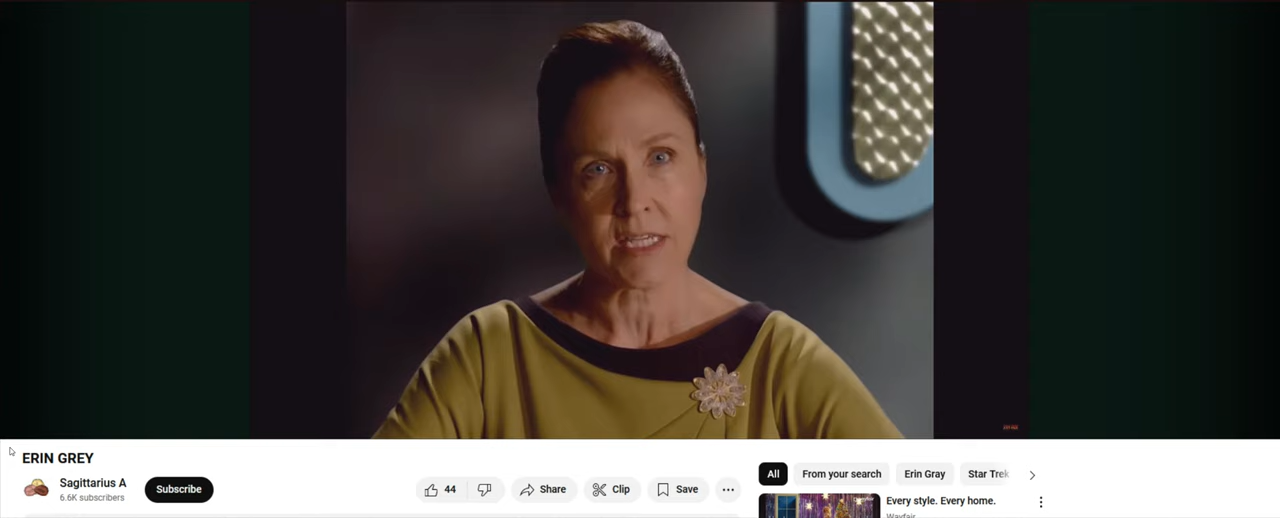 ERIN GREY
Sagittarius A
6.6K subscribers
Subscribe
44
Share
Clip
Save
All
From your search
Erin Gray
Star Trek
Every style. Every home.
Wayfair